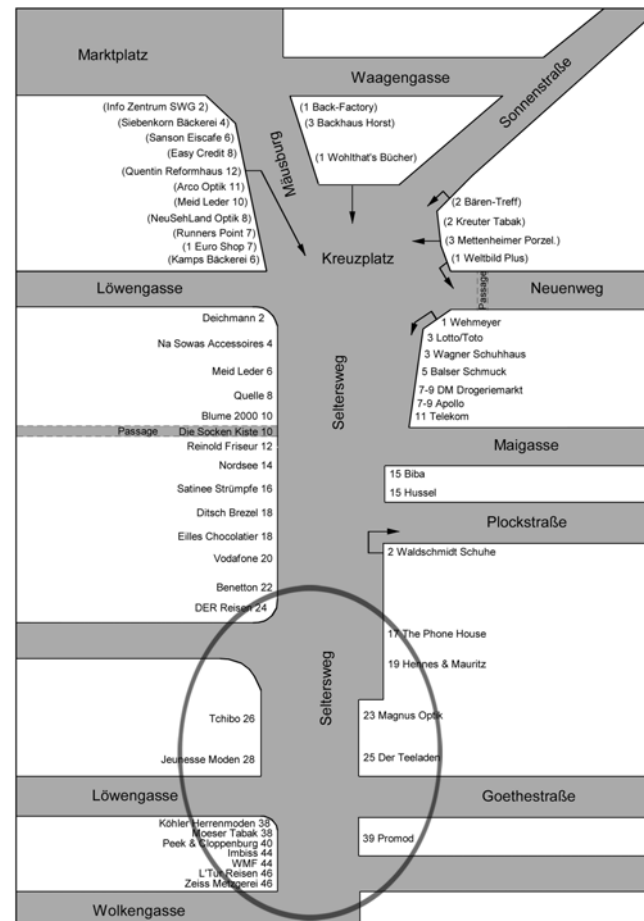 Marktplatz
Waagengasse
Sonnenstraße
(Info Zentrum SWG 2)
(Siebenkorn Bäckerei 4)
(Sanson Eiscafe 6)
(Easy Credit 8)
(Quentin Reformhaus 12)
(Arco Optik 11)
(Meid Leder 10)
(NeuSehLand Optik 8)
(Runners Point 7)
(1 Euro Shop 7)
(Kamps Bäckerei 6)
Mäusburg
(1 Back-Factory)
(3 Backhaus Horst)
(1 Wohlthat's Bücher)
(2 Bären-Treff)
(2 Kreuter Tabak)
(3 Mettenheimer Porzel.)
(1 Weltbild Plus)
Kreuzplatz
Löwengasse
Passage
Neuenweg
Deichmann 2
Na Sowas Accessoires 4
Meid Leder 6
Quelle 8
Blume 2000 10
Passage
Die Socken Kiste 10
Reinold Friseur 12
Nordsee 14
Satinee Strümpfe 16
Ditsch Brezel 18
Eilles Chocolatier 18
Vodafone 20
Benetton 22
DER Reisen 24
Seltersweg
1 Wehmeyer
3 Lotto/Toto
3 Wagner Schuhhaus
5 Balser Schmuck
7-9 DM Drogeriemarkt
7-9 Apollo
11 Telekom
Maigasse
15 Biba
15 Hussel
Plockstraße
2 Waldschmidt Schuhe
17 The Phone House
19 Hennes & Mauritz
Seltersweg
Tchibo 26
Jeunesse Moden 28
23 Magnus Optik
25 Der Teeladen
Löwengasse
Goethestraße
Köhler Herrenmoden 38
Moeser Tabak 38
Peek & Cloppenburg 40
Imbiss 44
WMF 44
L'Tur Reisen 46
Zeiss Metzgerei 46
39 Promod
Wolkengasse